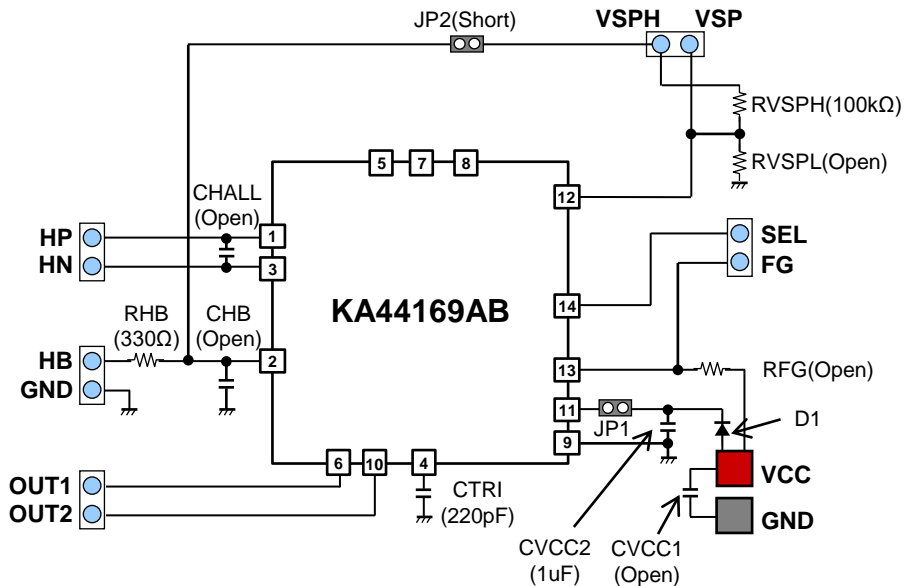 JP2(Short)
VSPH
VSP
RVSPH(100kΩ)
RVSPL(Open)
5
7
8
12
CHALL
(Open)
HP
HN
1
3
SEL
FG
14
KA44169AB
RHB
(330Ω)
CHB
(Open)
HB
GND
2
13
RFG(Open)
11
JP1
D1
9
6
10
4
OUT1
OUT2
CTRI
(220pF)
VCC
GND
CVCC2
(1uF)
CVCC1
(Open)